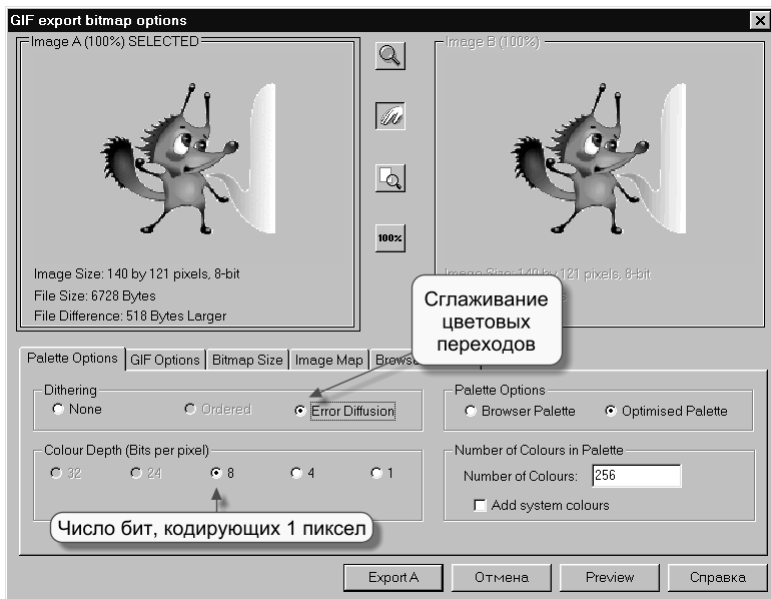 GIF export bitmap options
Image A (100%) SELECTED
Image B (100%)
100%
Image Size: 140 by 121 pixels, 8-bit
File Size: 6728 Bytes
File Difference: 518 Bytes Larger
Image Size: 140 by 121 pixels, 8-bit
Сглаживание
цветовых
переходов
Palette Options
GIF Options
Bitmap Size
Image Map
Dithering
None
Ordered
Error Diffusion
Palette Options
Browser Palette
Optimised Palette
Colour Depth (Bits per pixel)
32
24
8
4
1
Number of Colours in Palette
Number of Colours: 256
Add system colours
Число бит, кодирующих 1 пиксел
Export A
Отмена
Preview
Справка